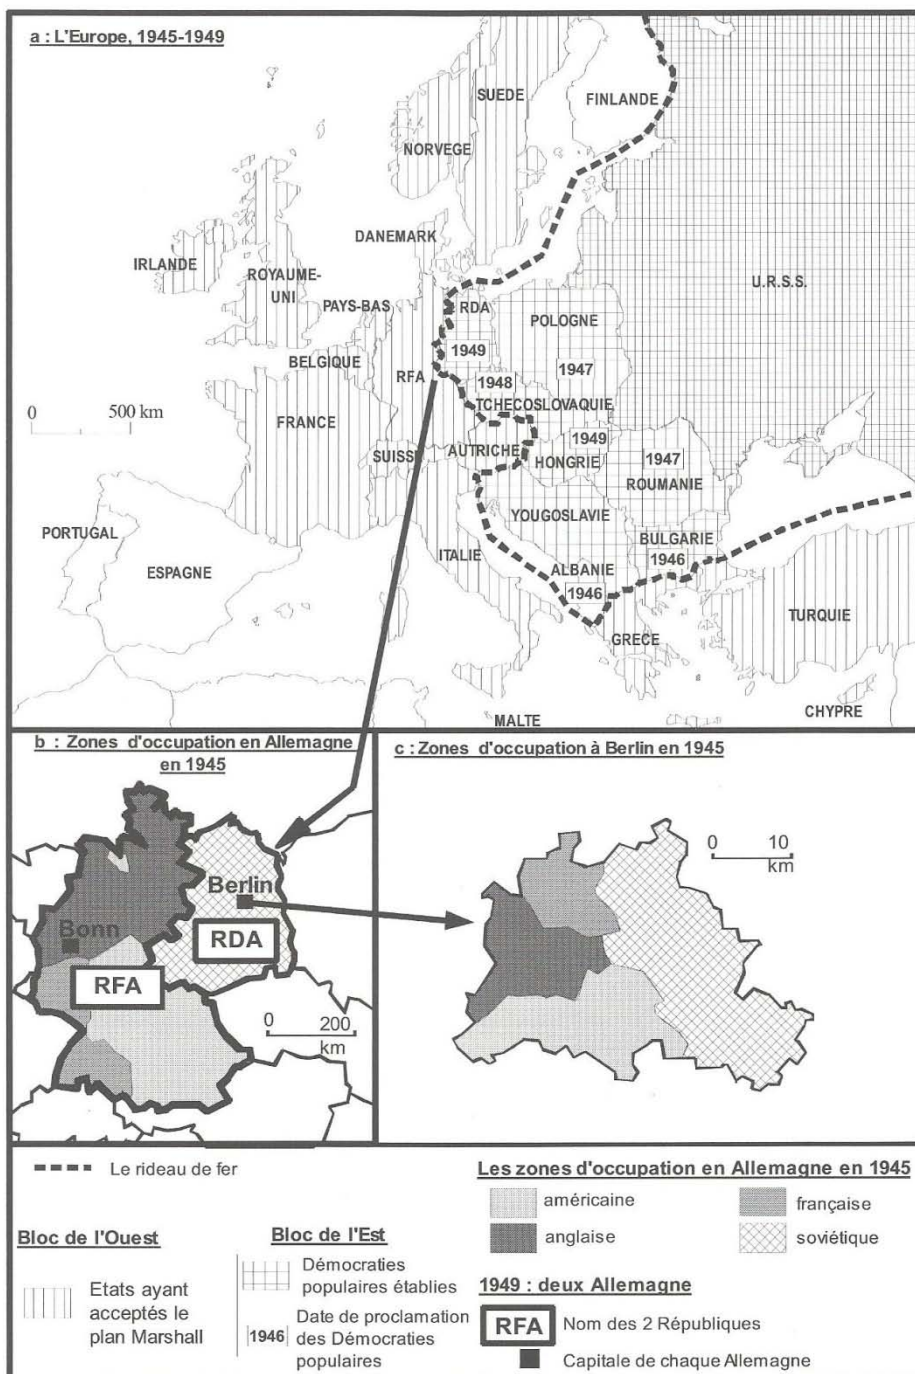 a : L'Europe, 1945-1949
SUEDE
FINLANDE
NORVEGE
DANEMARK
IRLANDE
ROYAUME-
UNI
U.R.S.S.
PAYS-BAS
RDA
POLOGNE
1949
BELGIQUE
RFA
1948
1947
TCHECOSLOVAQUIE
0 500 km
FRANCE
SUISSE
AUTRICHE
1949
HONGRIE
1947
ROUMANIE
YOUGOSLAVIE
PORTUGAL
ESPAGNE
ITALIE
BULGARIE
1946
ALBANIE
1946
GRECE
TURQUIE
MALTE
CHYPRE
b : Zones d'occupation en Allemagne
en 1945
Berlin
Bonn
RDA
RFA
0 200
km
c : Zones d'occupation à Berlin en 1945
0 10
km
Le rideau de fer
Bloc de l'Ouest
Etats ayant
acceptés le
plan Marshall
Bloc de l'Est
Démocraties
populaires établies
1946
Date de proclamation
des Démocraties
populaires
Les zones d'occupation en Allemagne en 1945
américaine
française
anglaise
soviétique
1949 : deux Allemagne
RFA
Nom des 2 Républiques
Capitale de chaque Allemagne